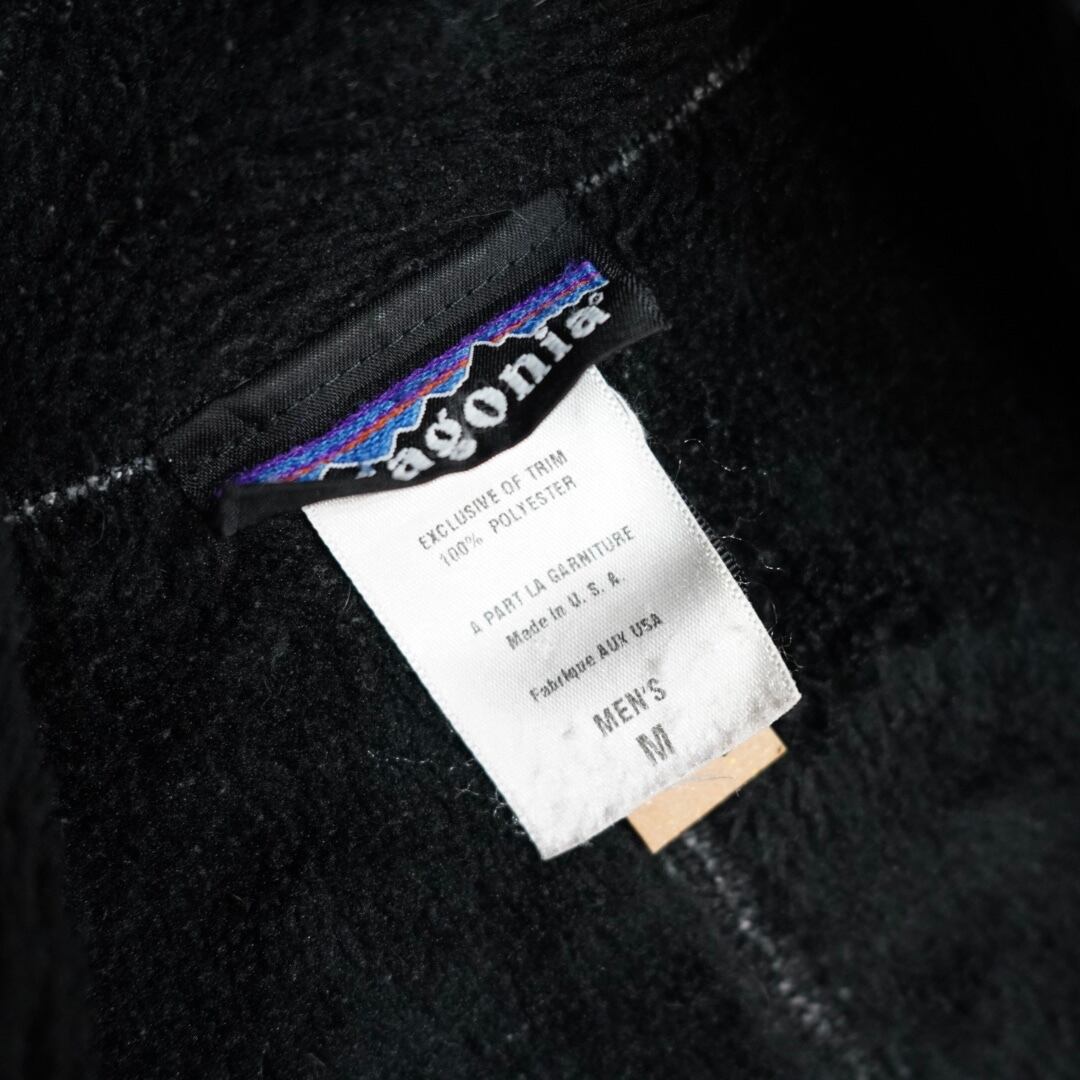 agonia®
EXCLUSIVE OF TRIM
100% POLYESTER
A PART LA GARNITURE
Made in U. S. A.
Fabrique AUX USA
MEN'S
M